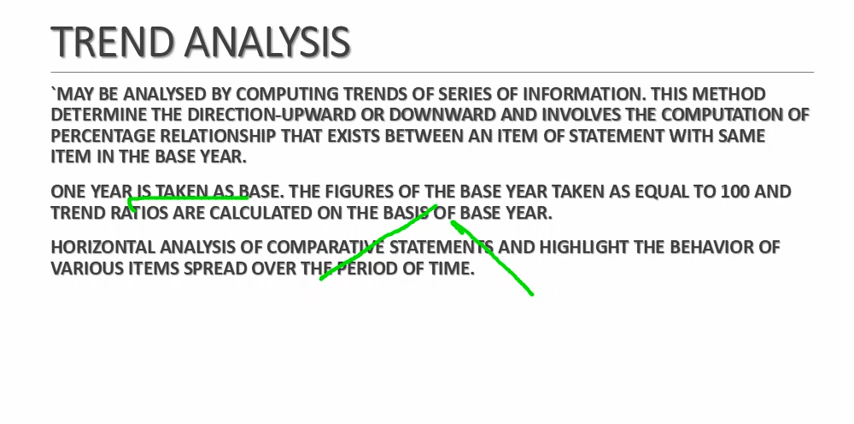 TREND ANALYSIS
`MAY BE ANALYSED BY COMPUTING TRENDS OF SERIES OF INFORMATION. THIS METHOD
DETERMINE THE DIRECTION-UPWARD OR DOWNWARD AND INVOLVES THE COMPUTATION OF
PERCENTAGE RELATIONSHIP THAT EXISTS BETWEEN AN ITEM OF STATEMENT WITH SAME
ITEM IN THE BASE YEAR.
ONE YEAR IS TAKEN AS BASE. THE FIGURES OF THE BASE YEAR TAKEN AS EQUAL TO 100 AND
TREND RATIOS ARE CALCULATED ON THE BASIS OF BASE YEAR.
HORIZONTAL ANALYSIS OF COMPARATIVE STATEMENTS AND HIGHLIGHT THE BEHAVIOR OF
VARIOUS ITEMS SPREAD OVER THE PERIOD OF TIME.